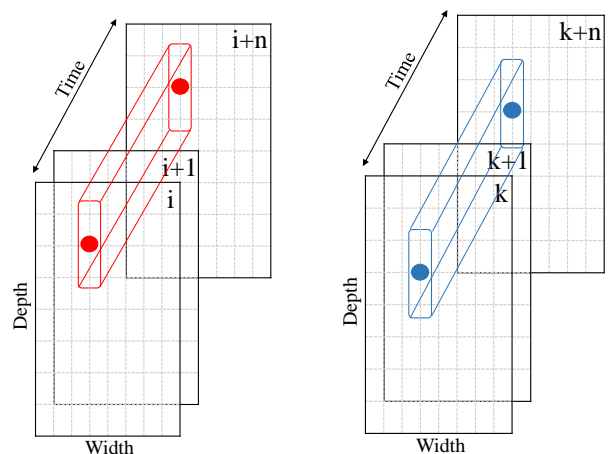 i+n
Time
i+1
i
Depth
Width
k+n
Time
k+1
k
Depth
Width